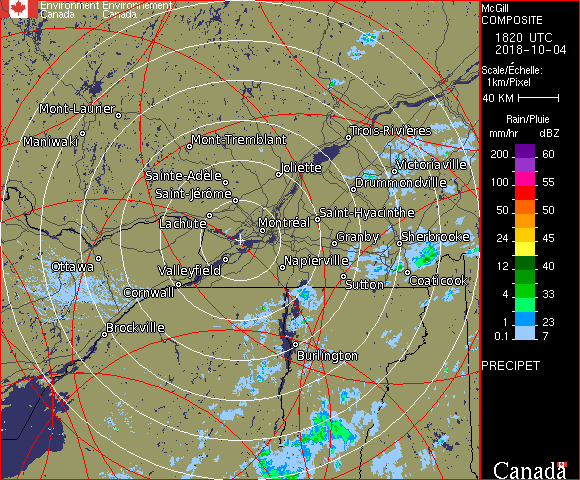 Environment Environnement
Canada Canada
McGill
COMPOSITE
1820 UTC
2018-10-04
Scale/Échelle:
1km/Pixel
40 KM
Rain/Pluie
mm/hr dBZ
200 60
100 55
50 50
24 45
12 40
4 33
1 23
0.1 7
PRECIPET
Canada
Mont-Laurier
Maniwaki
Mont-Tremblant
Trois-Rivières
Joliette
Victoriaville
Sainte-Adèle
Drummondville
Saint-Jérôme
Saint-Hyacinthe
Lachute
Montréal
Granby
Sherbrooke
Ottawa
Valleyfield
Napierville
Coaticook
Cornwall
Sutton
Brockville
Burlington